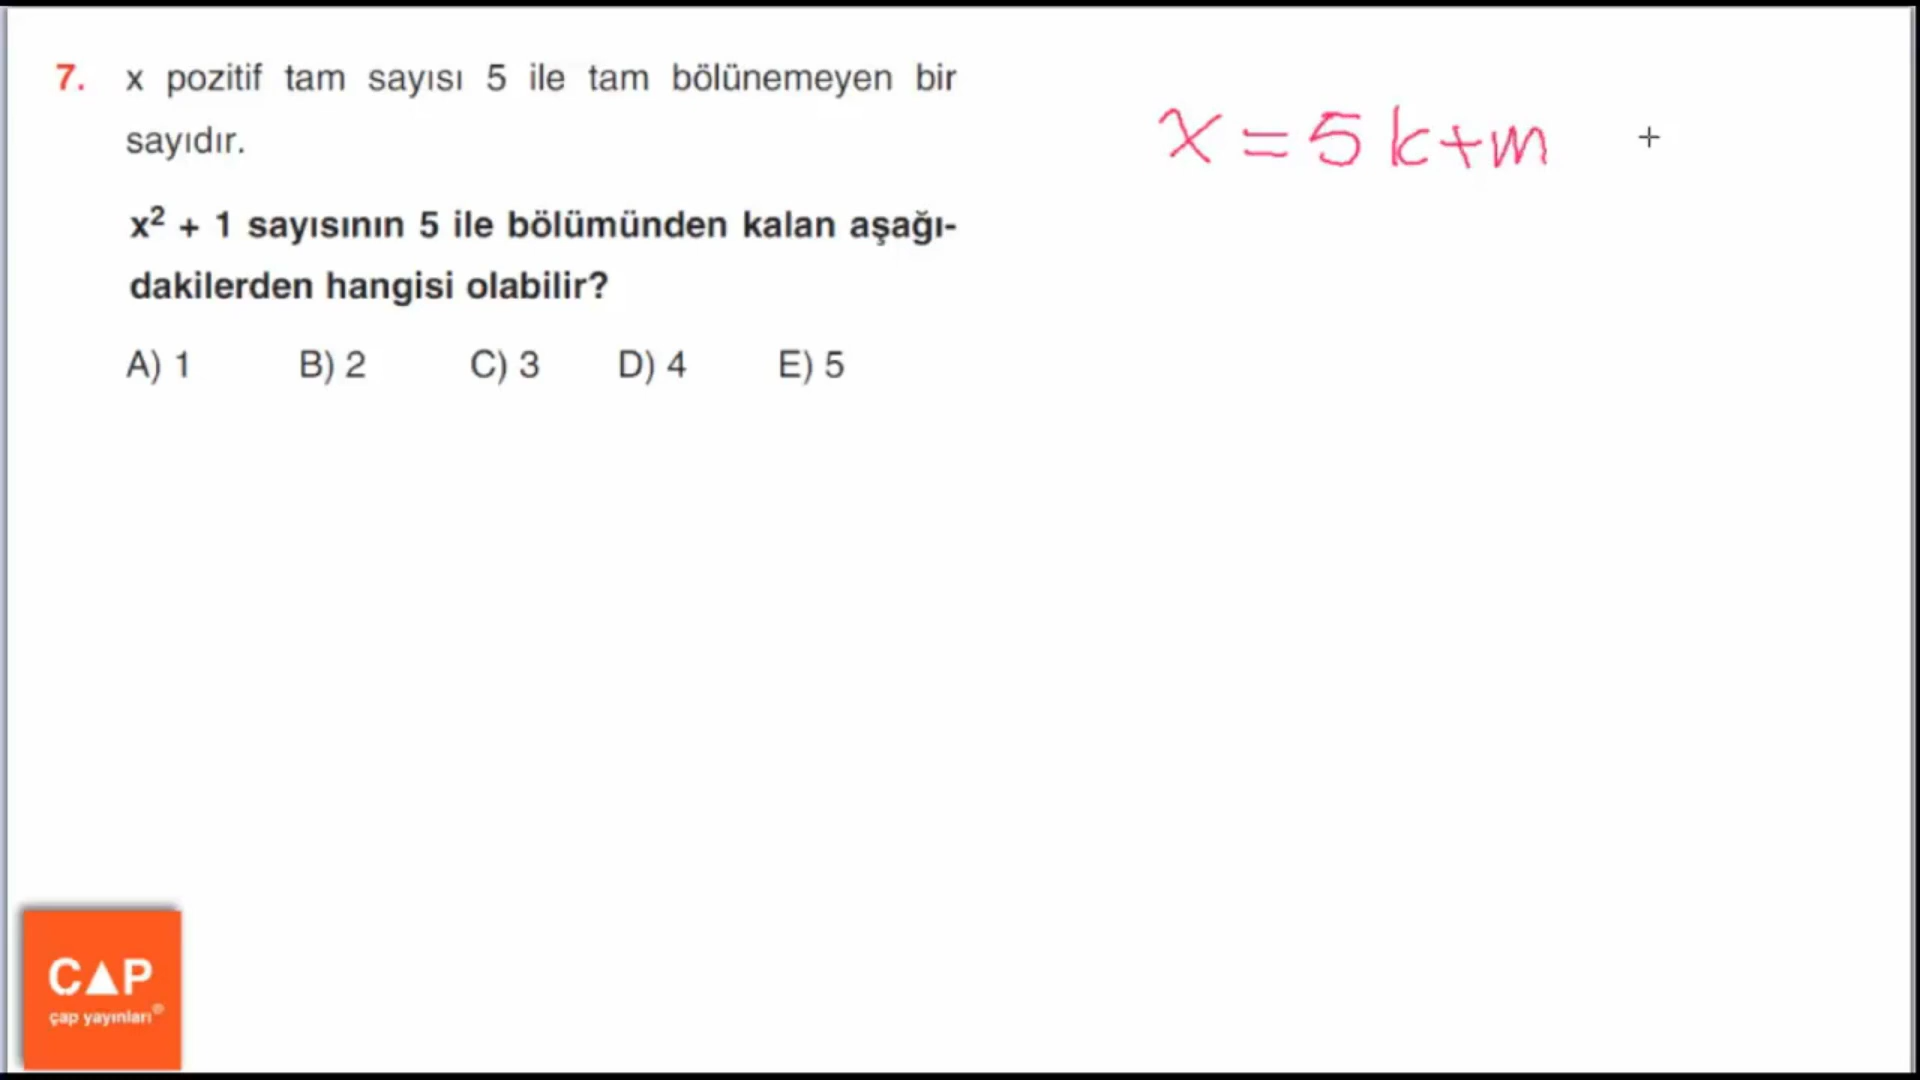 7. x pozitif tam sayısı 5 ile tam bölünemeyen bir
sayıdır.
x² + 1 sayısının 5 ile bölümünden kalan aşağı-
dakilerden hangisi olabilir?
A) 1 B) 2 C) 3 D) 4 E) 5
x = 5k+m
ÇAP
çap yayınları®